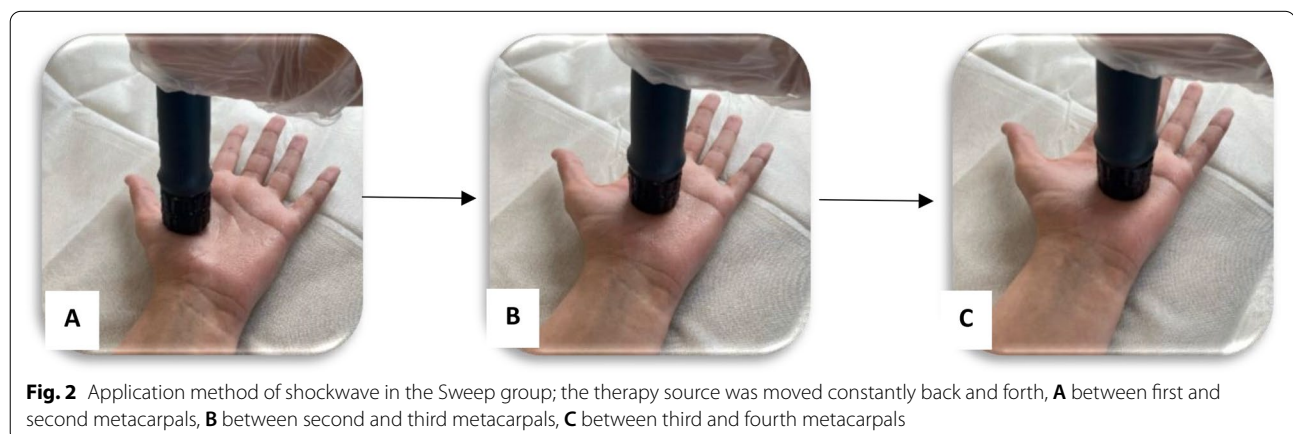 A
B
C
Fig. 2 Application method of shockwave in the Sweep group; the therapy source was moved constantly back and forth, A between first and
second metacarpals, B between second and third metacarpals, C between third and fourth metacarpals